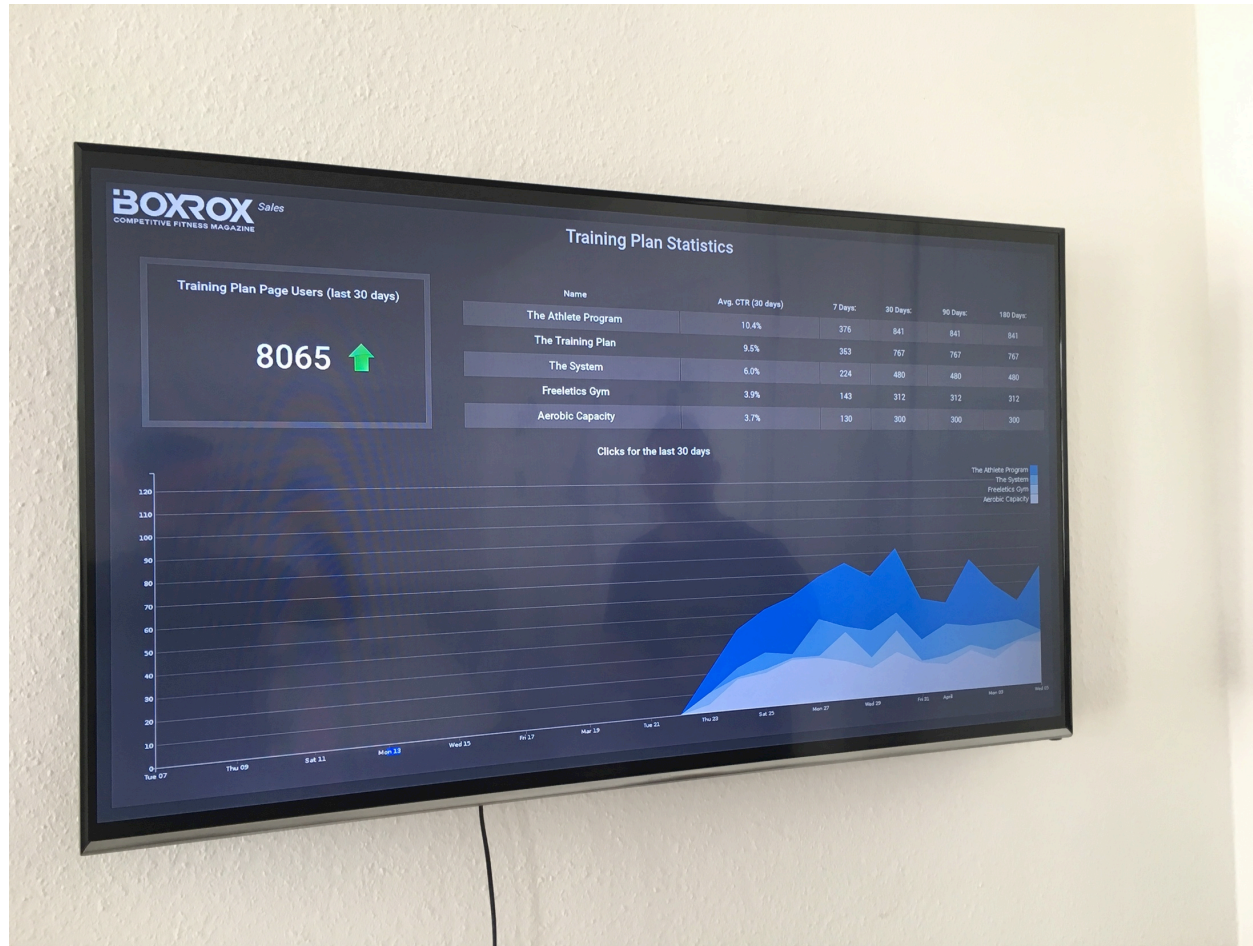 BOXROX Sales
COMPETITIVE FITNESS MAGAZINE
Training Plan Statistics
Training Plan Page Users (last 30 days)
8065
Name Avg. CTR (30 days) 7 Days: 30 Days: 90 Days: 180 Days:
The Athlete Program 10.4% 376 841 841 841
The Training Plan 9.5% 353 767 767 767
The System 6.0% 224 480 480 480
Freeletics Gym 3.9% 143 312 312 312
Aerobic Capacity 3.7% 130 300 300 300
Clicks for the last 30 days
The Athlete Program
The System
Freeletics Gym
Aerobic Capacity
120
110
100
90
80
70
60
50
40
30
20
10
0
Tue 07 Thu 09 Sat 11 Mon 13 Wed 15 Fri 17 Mar 19 Tue 21 Thu 23 Sat 25 Mon 27 Wed 29 Fri 31 April Mon 03